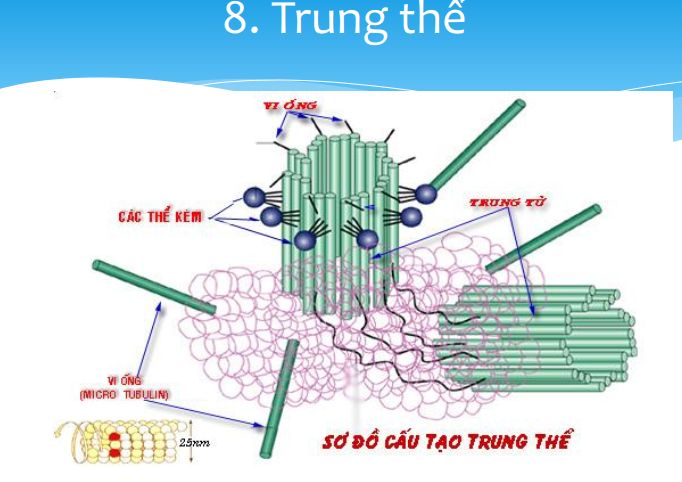 8. Trung thể
VI ỐNG
CÁC THỂ KÈM
TRUNG TỬ
VI ỐNG
(MICRO TUBULIN)
25nm
SƠ ĐỒ CẤU TẠO TRUNG THỂ